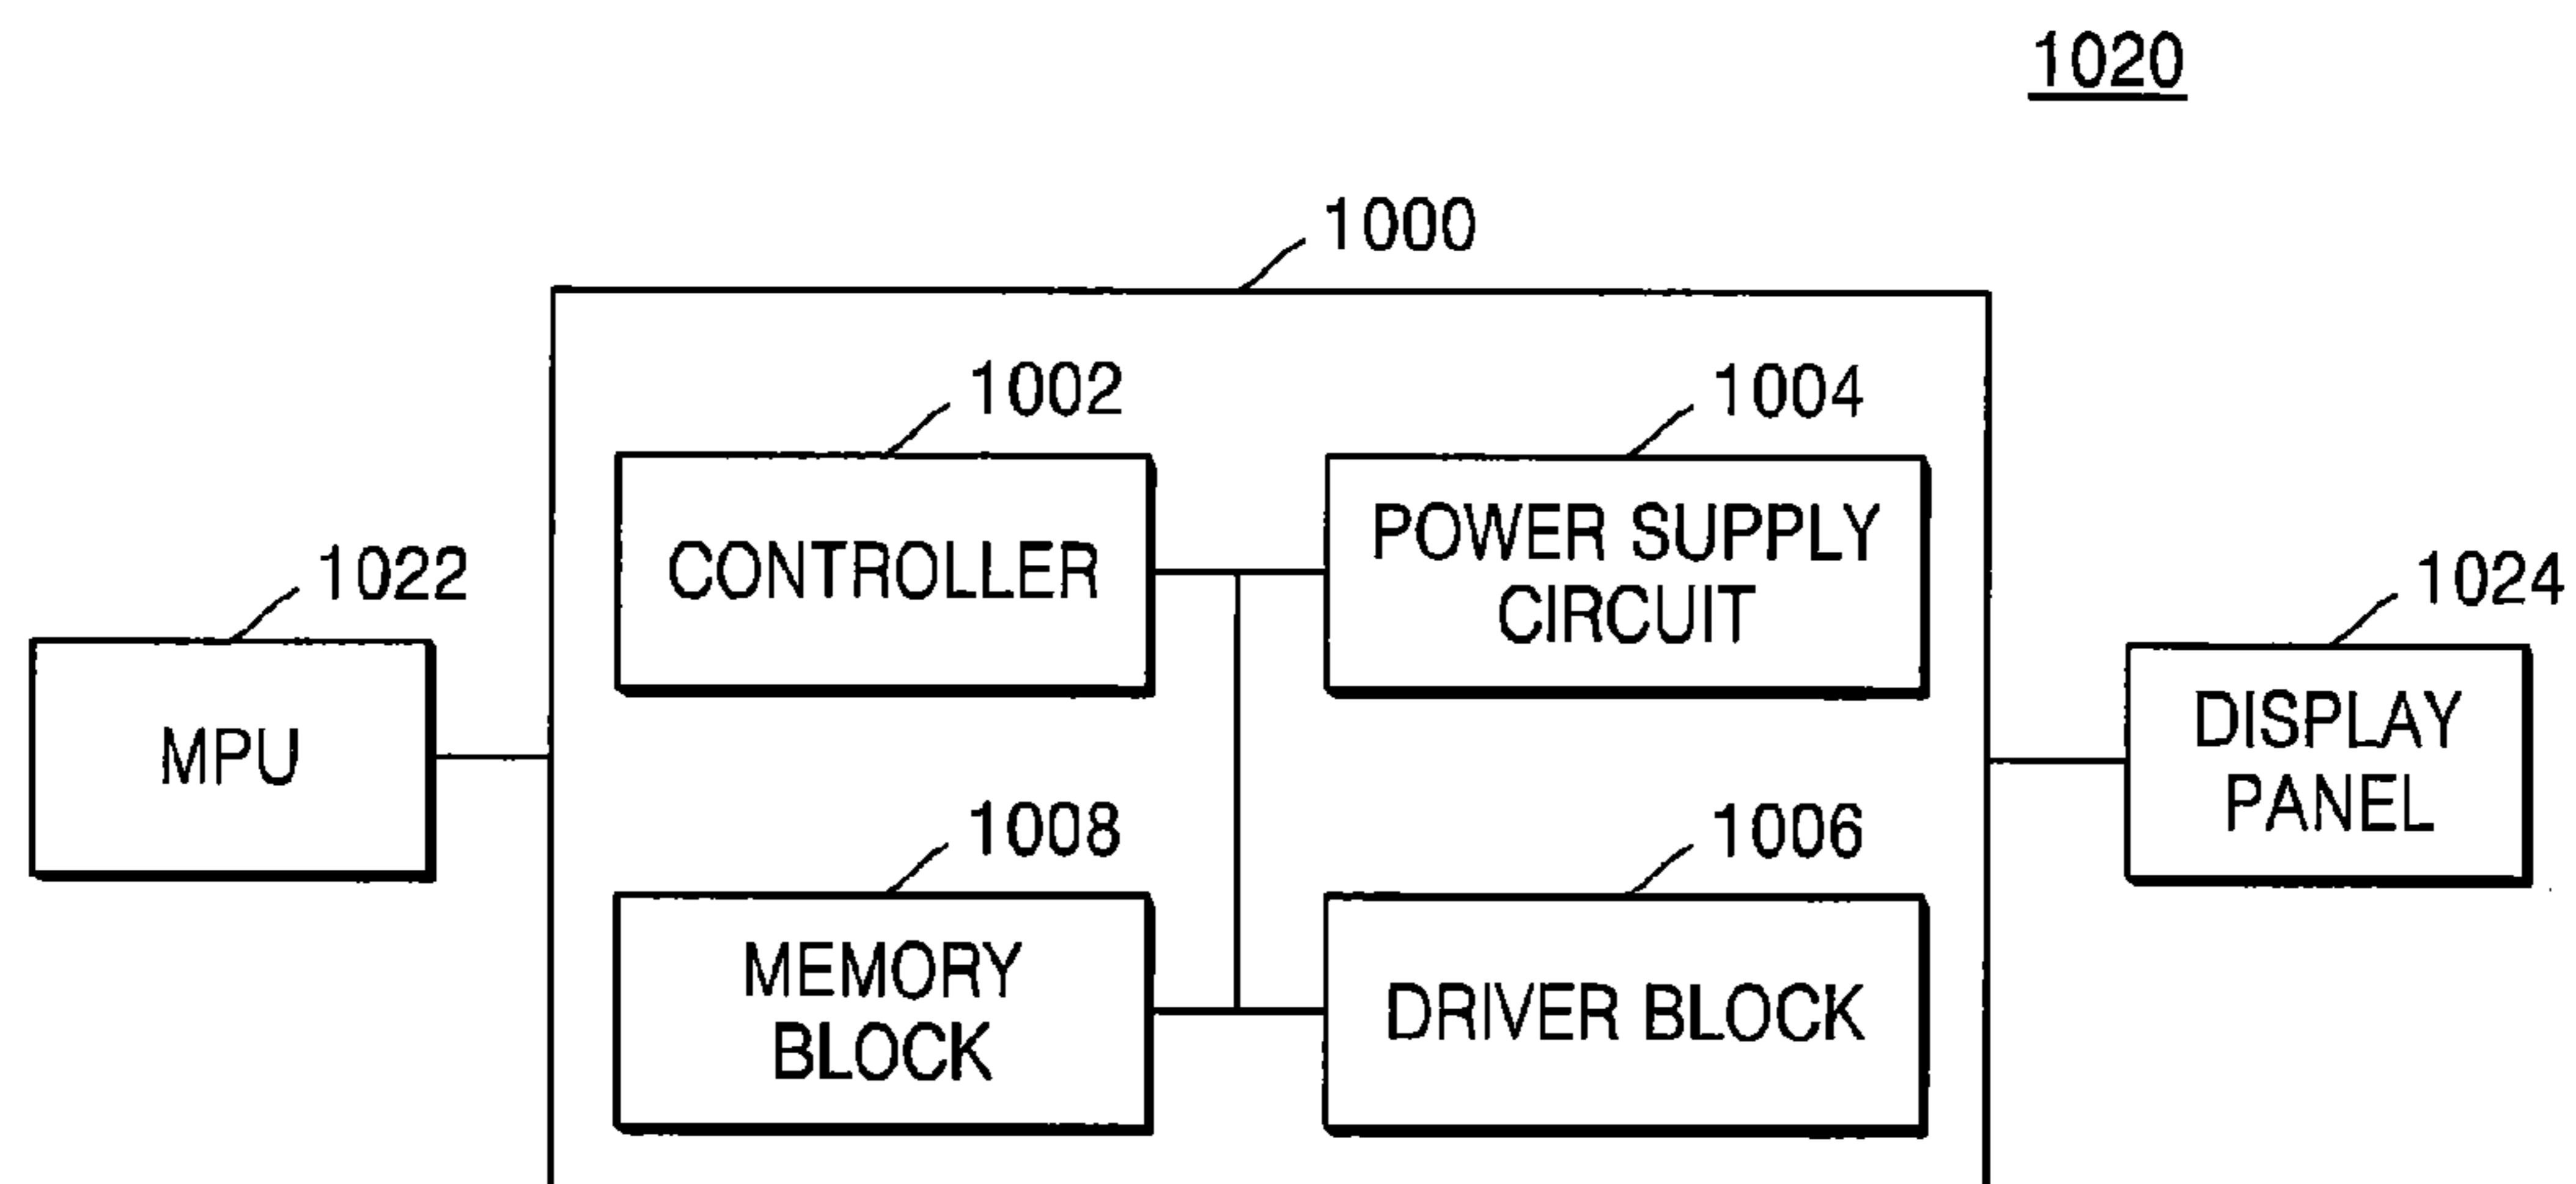 1020
1000
1002
1004
CONTROLLER
POWER SUPPLY
CIRCUIT
1022
MPU
1024
DISPLAY
PANEL
1008
1006
MEMORY
BLOCK
DRIVER BLOCK